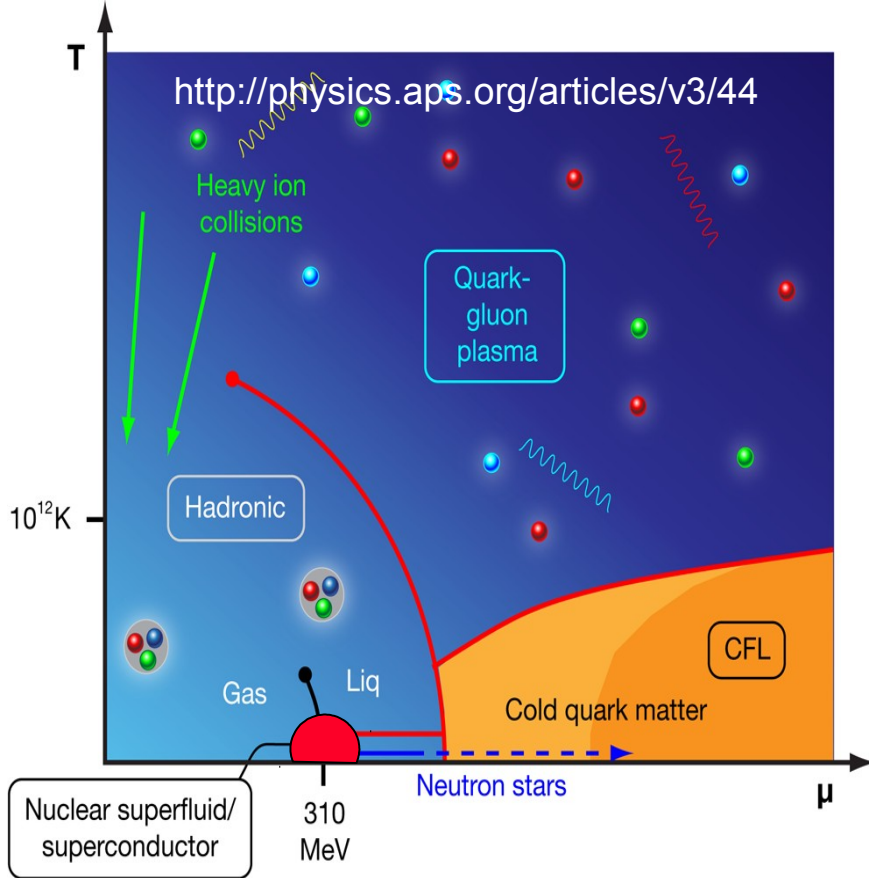 T
http://physics.aps.org/articles/v3/44
Heavy ion
collisions
Quark-
gluon
plasma
10¹²K
Hadronic
CFL
Gas
Liq
Cold quark matter
Neutron stars
μ
Nuclear superfluid/
superconductor
310
MeV